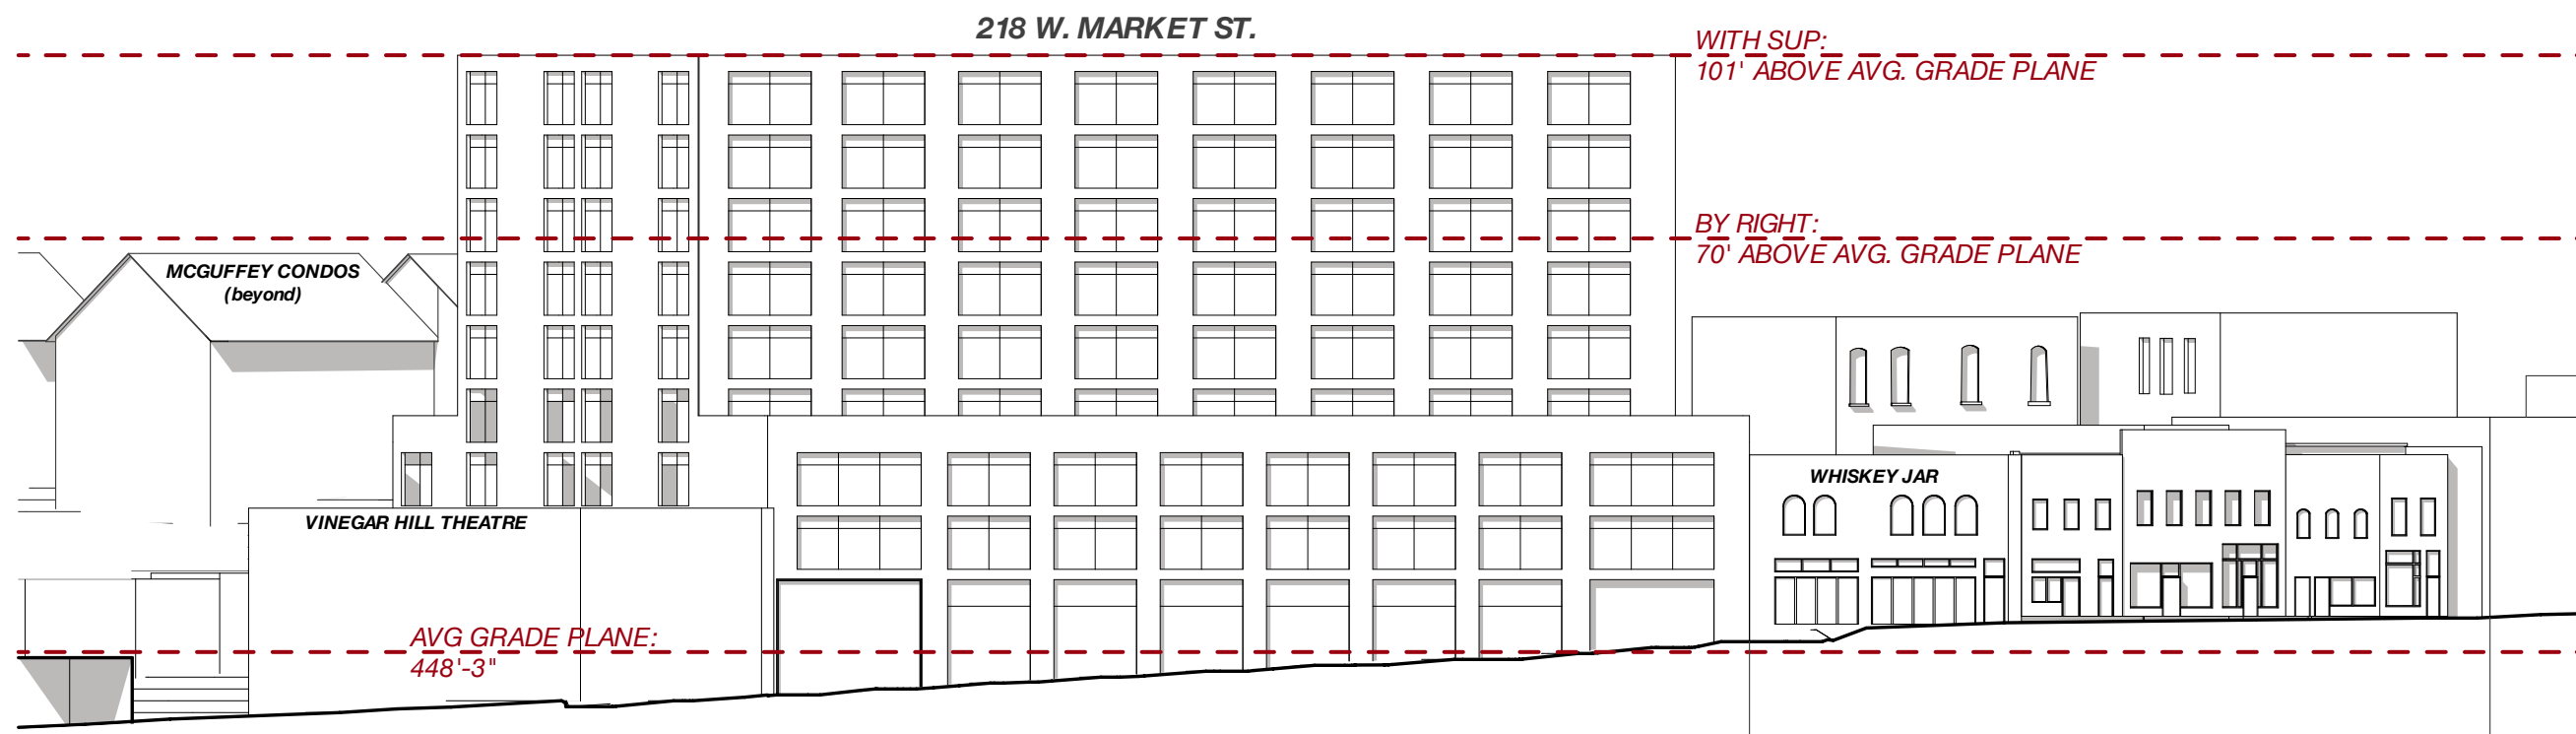 218 W. MARKET ST.
WITH SUP:
101' ABOVE AVG. GRADE PLANE
BY RIGHT:
70' ABOVE AVG. GRADE PLANE
MCGUFFEY CONDOS
(beyond)
WHISKEY JAR
VINEGAR HILL THEATRE
AVG GRADE PLANE:
448'-3"